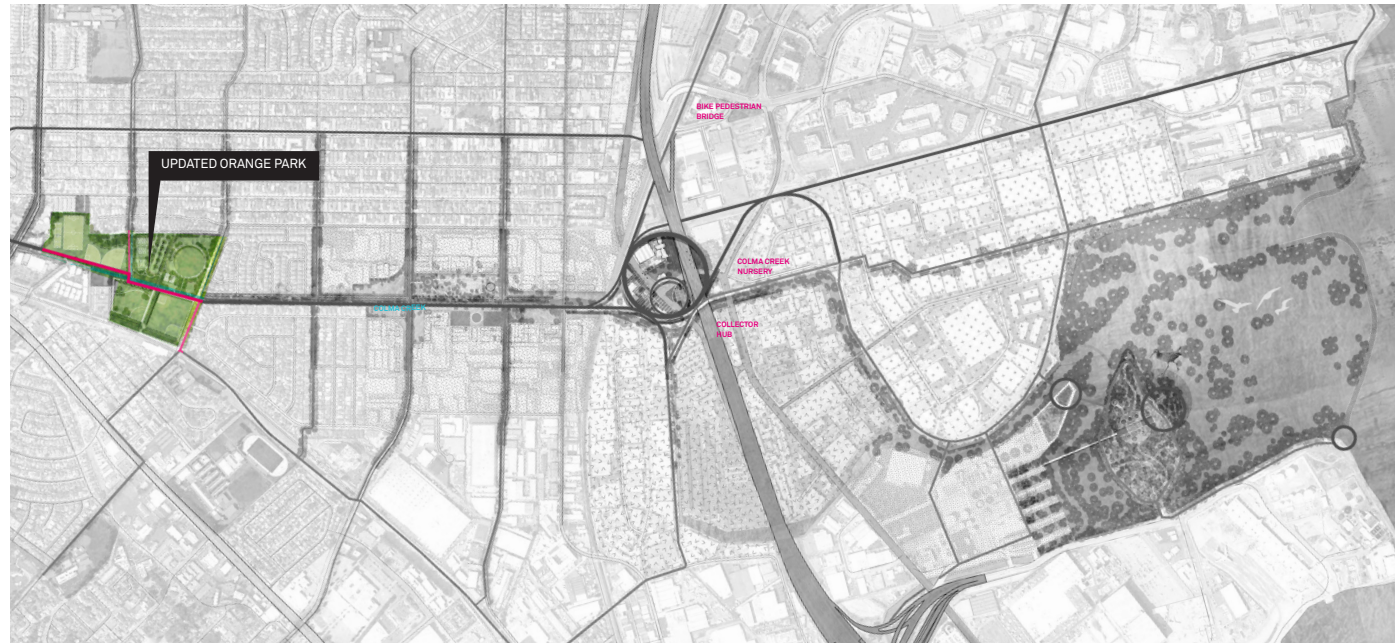 BIKE PEDESTRIAN
BRIDGE
UPDATED ORANGE PARK
COLMA CREEK
NURSERY
COLLECTOR
HUB